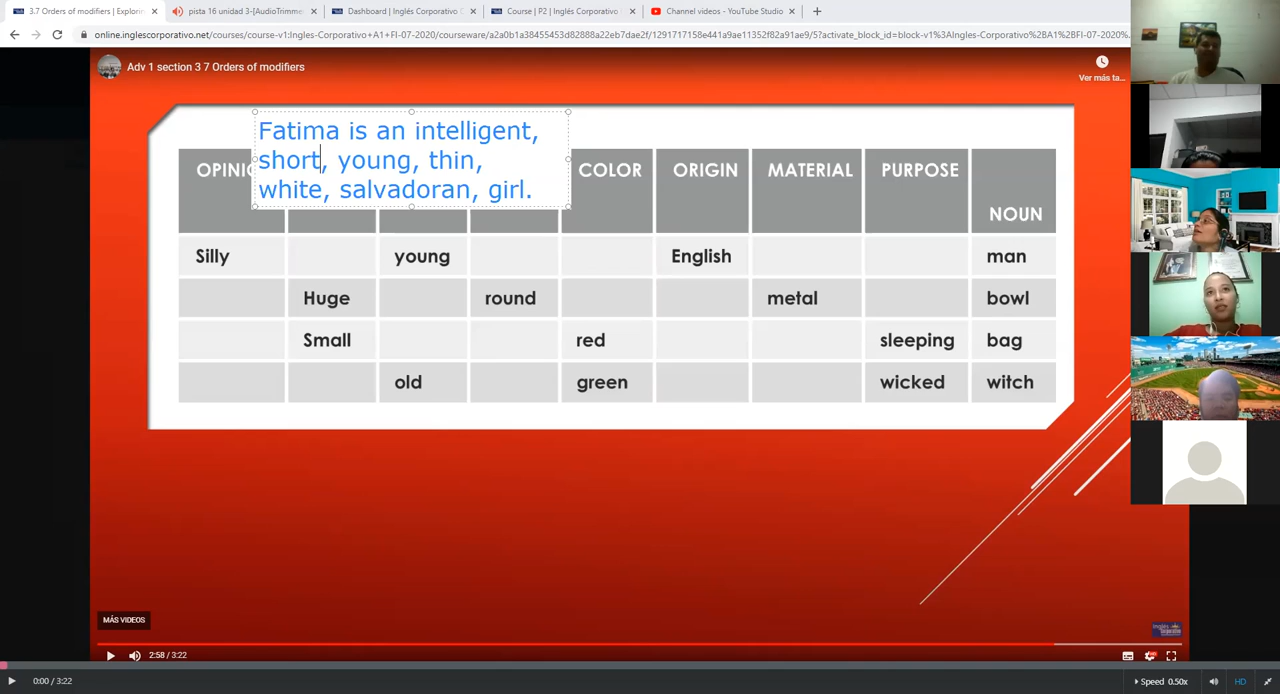 3.7 Orders of modifiers | Explorin
pista 16 unidad 3-[AudioTrimme
Dashboard | Inglés Corporativo
Course | P2 | Inglés Corporativo
Channel videos - YouTube Studio
online.inglescorporativo.net/courses/course-v1:Ingles-Corporativo+A1+FI-07-2020/courseware/a2a0b1a38455453d82888a22eb7dae2f/1291717158e441a9ae11352f82a91ae9/5?activate_block_id=block-v1%3AIngles-Corporativo%2BA1%2BFI-07-2020%
Adv 1 section 3 7 Orders of modifiers
Ver más ta...
Fatima is an intelligent,
short, young, thin,
white, salvadoran, girl.
OPINIO COLOR ORIGIN MATERIAL PURPOSE NOUN
Silly young English man
Huge round metal bowl
Small red sleeping bag
old green wicked witch
MÁS VIDEOS
2:58 / 3:22
0:00 / 3:22
Speed 0.50x
HD